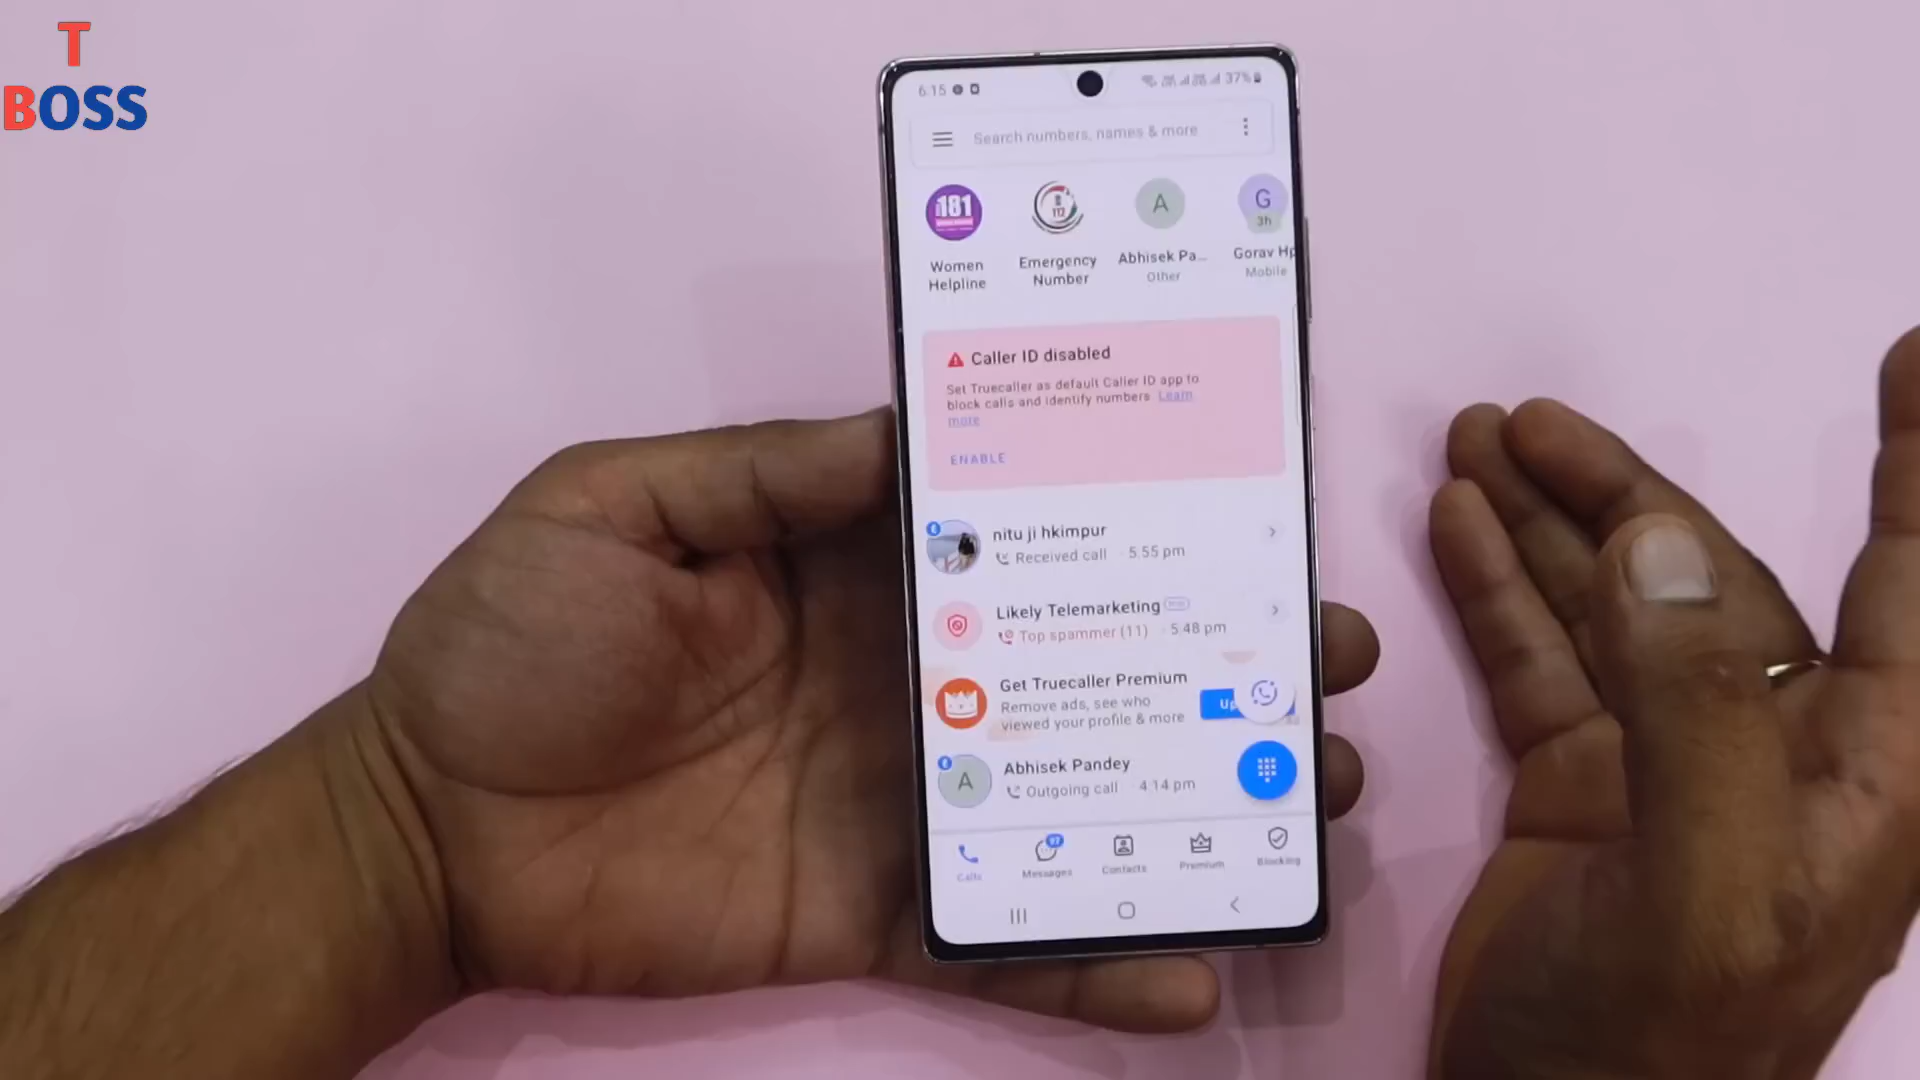 T
BOSS
6:15
37%
Search numbers, names & more
181
112
A
G
3h
Women
Helpline
Emergency
Number
Abhisek Pa...
Other
Gorav Hp
Mobile
Caller ID disabled
Set Truecaller as default Caller ID app to
block calls and identify numbers. Learn
more
ENABLE
nitu ji hkimpur
Received call · 5:55 pm
Likely Telemarketing
Top spammer (11) · 5:48 pm
Get Truecaller Premium
Remove ads, see who
viewed your profile & more
Up
A
Abhisek Pandey
Outgoing call · 4:14 pm
Calls
Messages
Contacts
Premium
Blocking